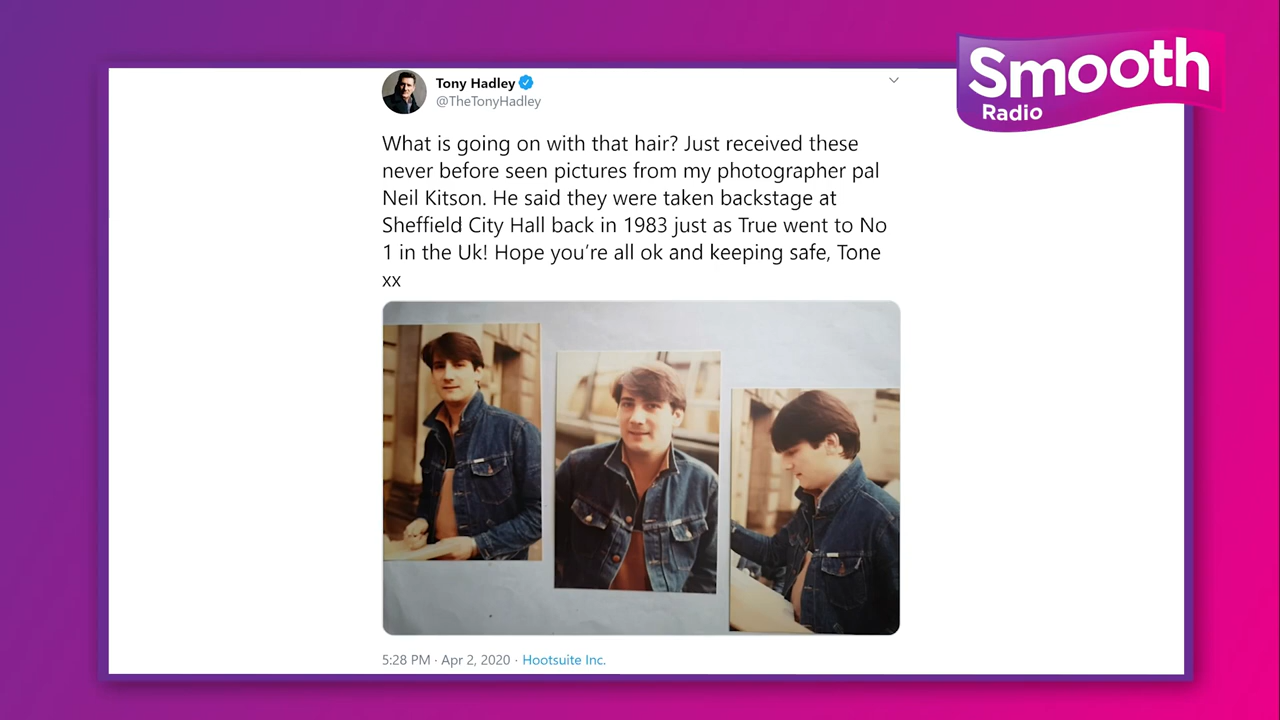 Smooth
Radio
Tony Hadley
@TheTonyHadley
What is going on with that hair? Just received these
never before seen pictures from my photographer pal
Neil Kitson. He said they were taken backstage at
Sheffield City Hall back in 1983 just as True went to No
1 in the Uk! Hope you’re all ok and keeping safe, Tone
xx
5:28 PM · Apr 2, 2020 · Hootsuite Inc.